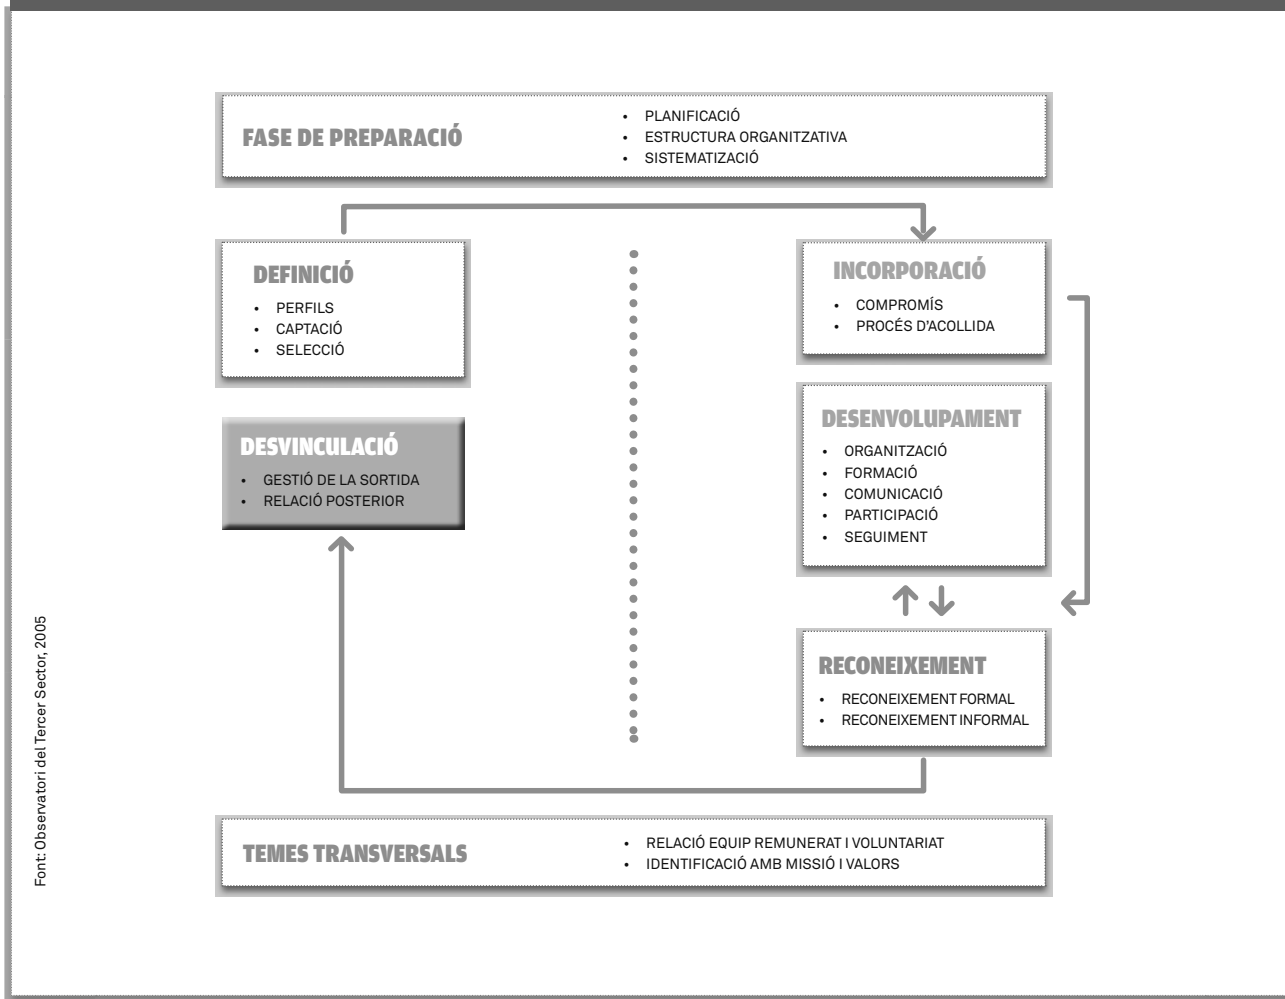 FASE DE PREPARACIÓ
• PLANIFICACIÓ
• ESTRUCTURA ORGANITZATIVA
• SISTEMATIZACIÓ
DEFINICIÓ
• PERFILS
• CAPTACIÓ
• SELECCIÓ
INCORPORACIÓ
• COMPROMÍS
• PROCÉS D'ACOLLIDA
DESVINCULACIÓ
• GESTIÓ DE LA SORTIDA
• RELACIÓ POSTERIOR
DESENVOLUPAMENT
• ORGANITZACIÓ
• FORMACIÓ
• COMUNICACIÓ
• PARTICIPACIÓ
• SEGUIMENT
RECONEIXEMENT
• RECONEIXEMENT FORMAL
• RECONEIXEMENT INFORMAL
TEMES TRANSVERSALS
• RELACIÓ EQUIP REMUNERAT I VOLUNTARIAT
• IDENTIFICACIÓ AMB MISSIÓ I VALORS
Font: Observatori del Tercer Sector, 2005